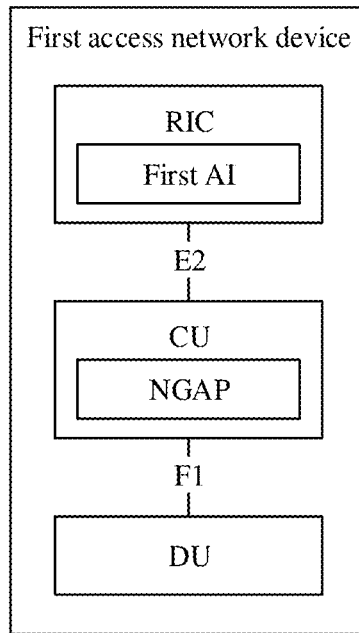 First access network device
RIC
First AI
E2
CU
NGAP
F1
DU